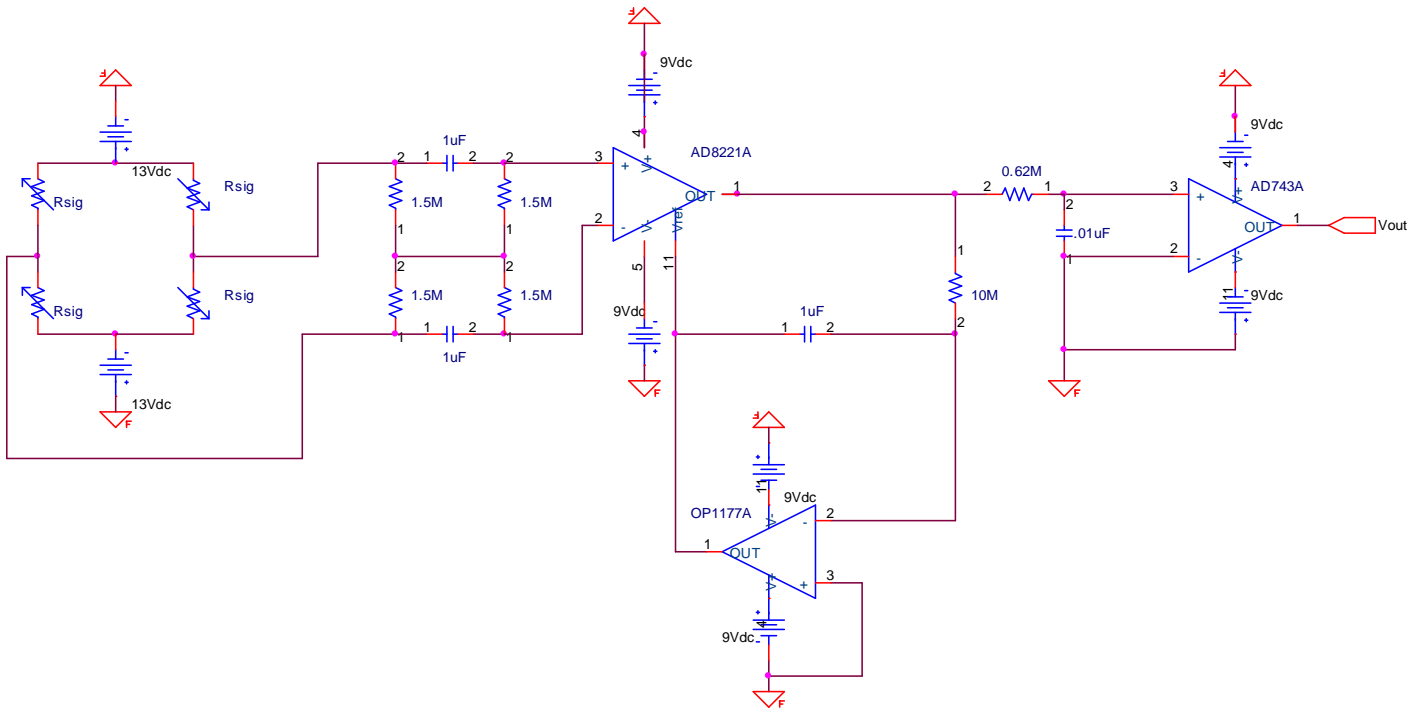 F
9Vdc
F
-
+
13Vdc
Rsig
Rsig
Rsig
Rsig
-
+
13Vdc
F
2 1 1uF 2 2
1.5M 1.5M
1 1
2 2
1.5M 1.5M
1 1 2 1
1uF
-
+
4
3 + V+ AD8221A
OUT 1
2 - V- Vref
5 11
9Vdc
-
+
F
2 0.62M 1
2
.01uF
1
1
10M
2
1 1uF 2
F
9Vdc
-
+
4
3 + V+ AD743A
OUT 1 Vout
2 - V-
11
9Vdc
-
+
F
F
+
-
11
9Vdc
OP1177A V- - 2
1 OUT
V+ + 3
+
4
9Vdc
-
F